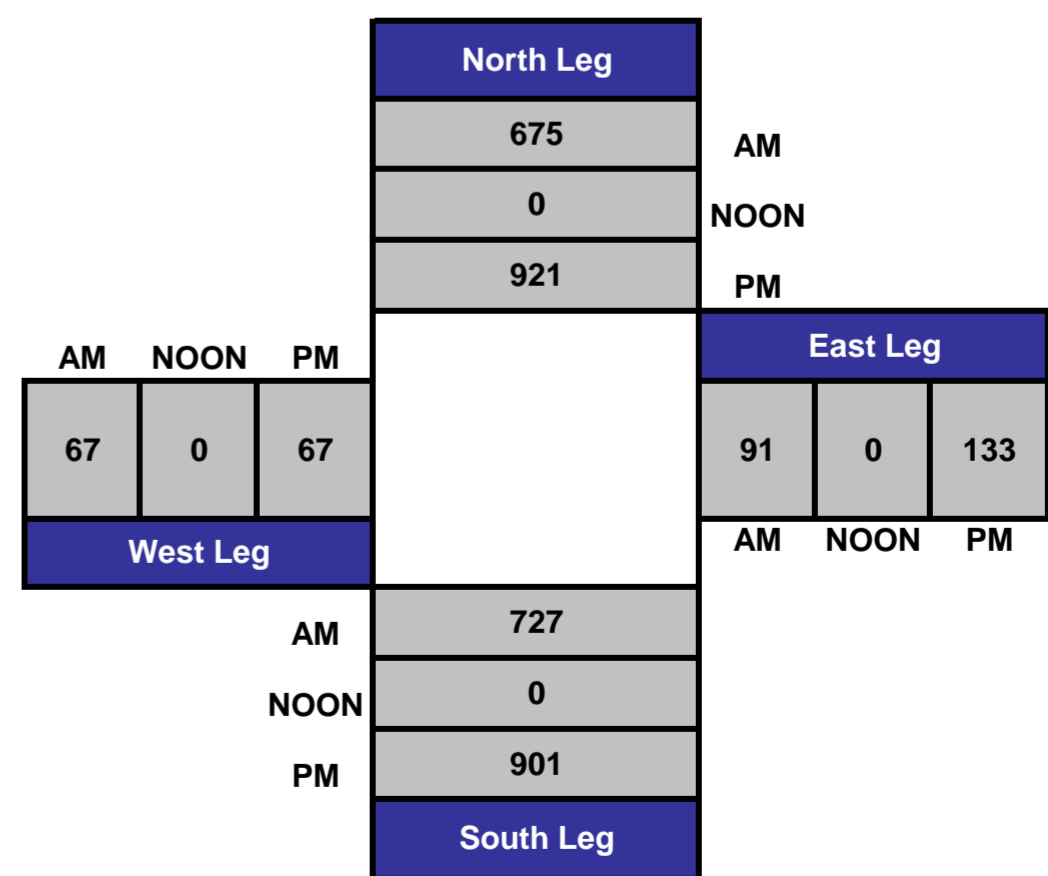 North Leg
675 AM
0 NOON
921 PM
East Leg
AM NOON PM
67 0 67
91 0 133
West Leg
AM NOON PM
AM 727
NOON 0
PM 901
South Leg